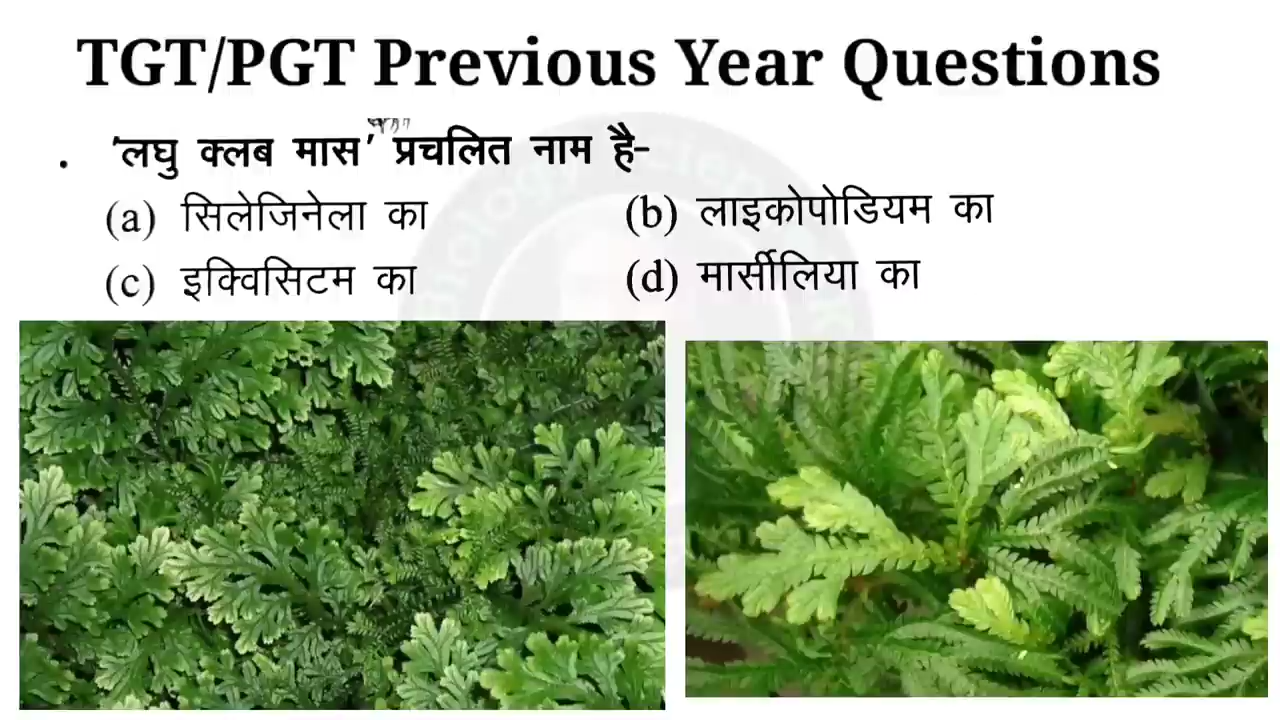 TGT/PGT Previous Year Questions
. 'लघु क्लब मास' प्रचलित नाम है-
(a) सिलेजिनेला का (b) लाइकोपोडियम का
(c) इक्विसिटम का (d) मार्सीलिया का